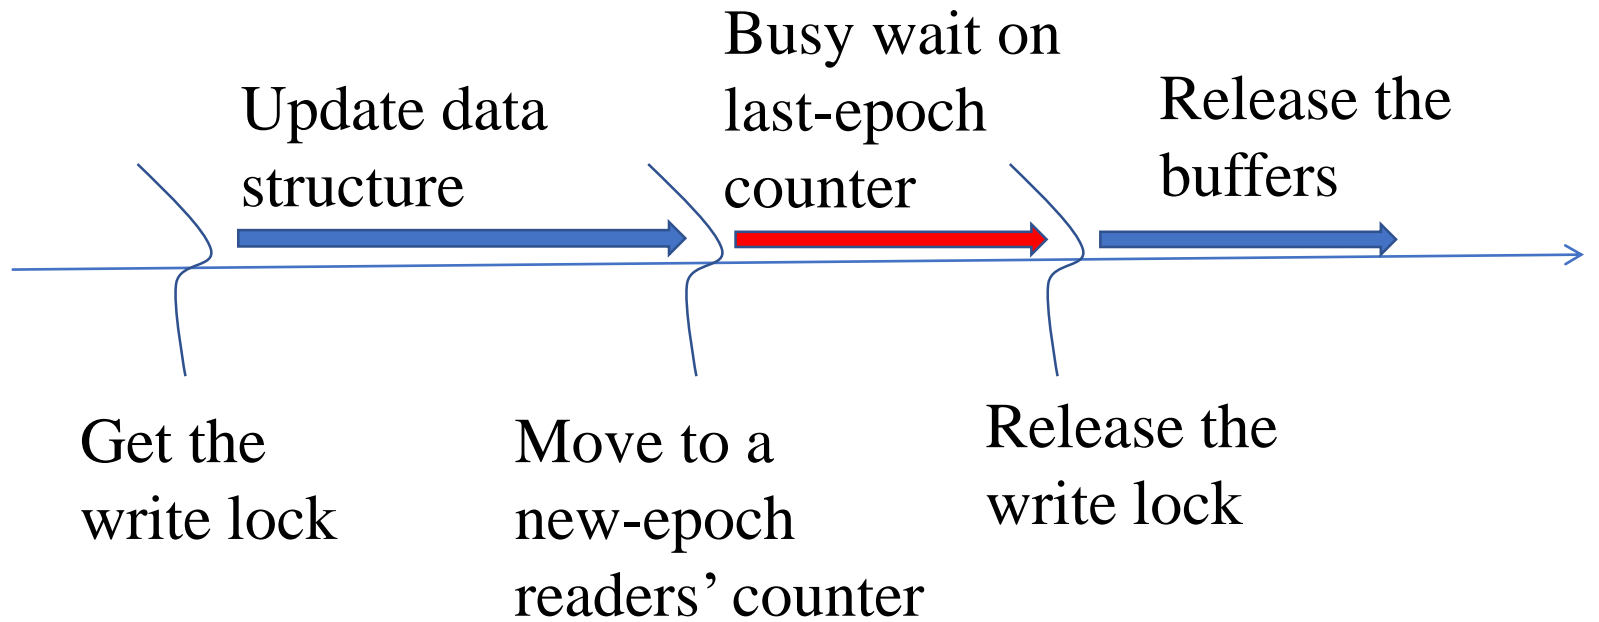 Update data
structure
Busy wait on
last-epoch
counter
Release the
buffers
Get the
write lock
Move to a
new-epoch
readers’ counter
Release the
write lock